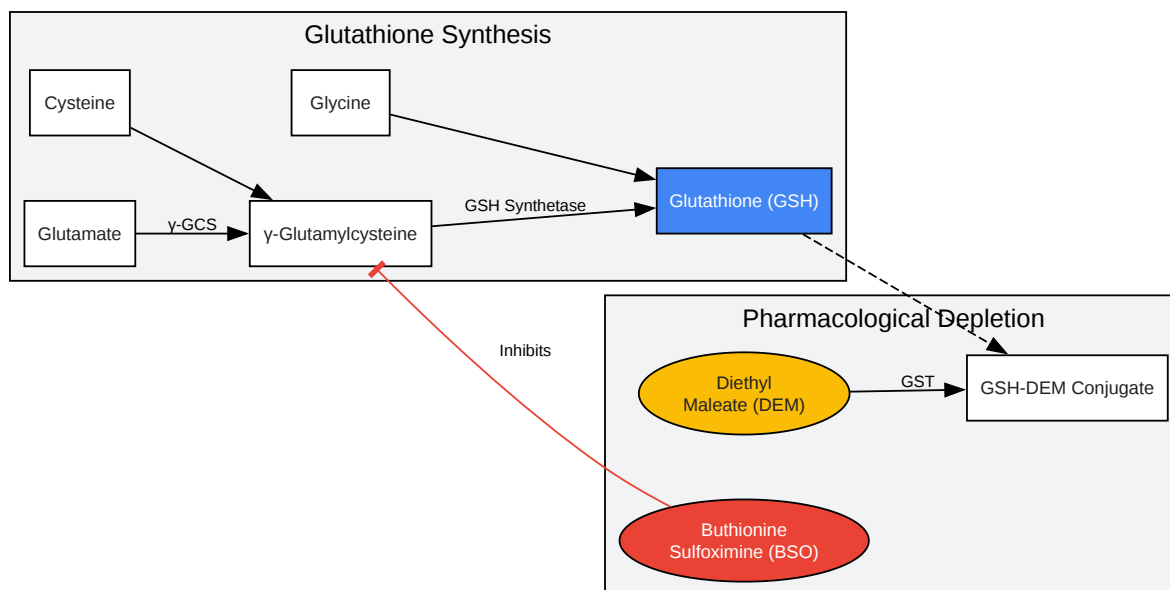 Glutathione Synthesis
Cysteine
Glycine
Glutathione (GSH)
GSH Synthetase
Glutamate
γ-GCS
γ-Glutamylcysteine
Inhibits
Pharmacological Depletion
Diethyl
Maleate (DEM)
GST
GSH-DEM Conjugate
Buthionine
Sulfoximine (BSO)